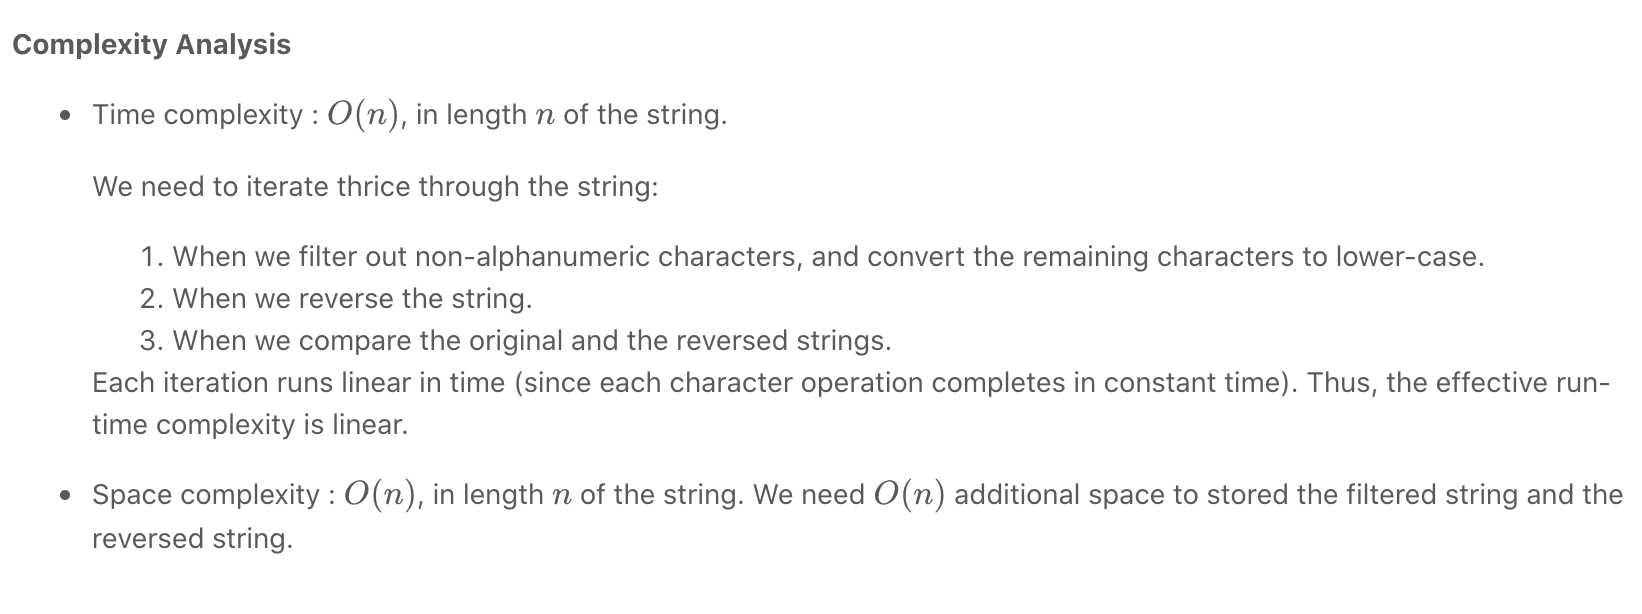 Complexity Analysis
• Time complexity : O(n), in length n of the string.
We need to iterate thrice through the string:
1. When we filter out non-alphanumeric characters, and convert the remaining characters to lower-case.
2. When we reverse the string.
3. When we compare the original and the reversed strings.
Each iteration runs linear in time (since each character operation completes in constant time). Thus, the effective run-
time complexity is linear.
• Space complexity : O(n), in length n of the string. We need O(n) additional space to stored the filtered string and the
reversed string.